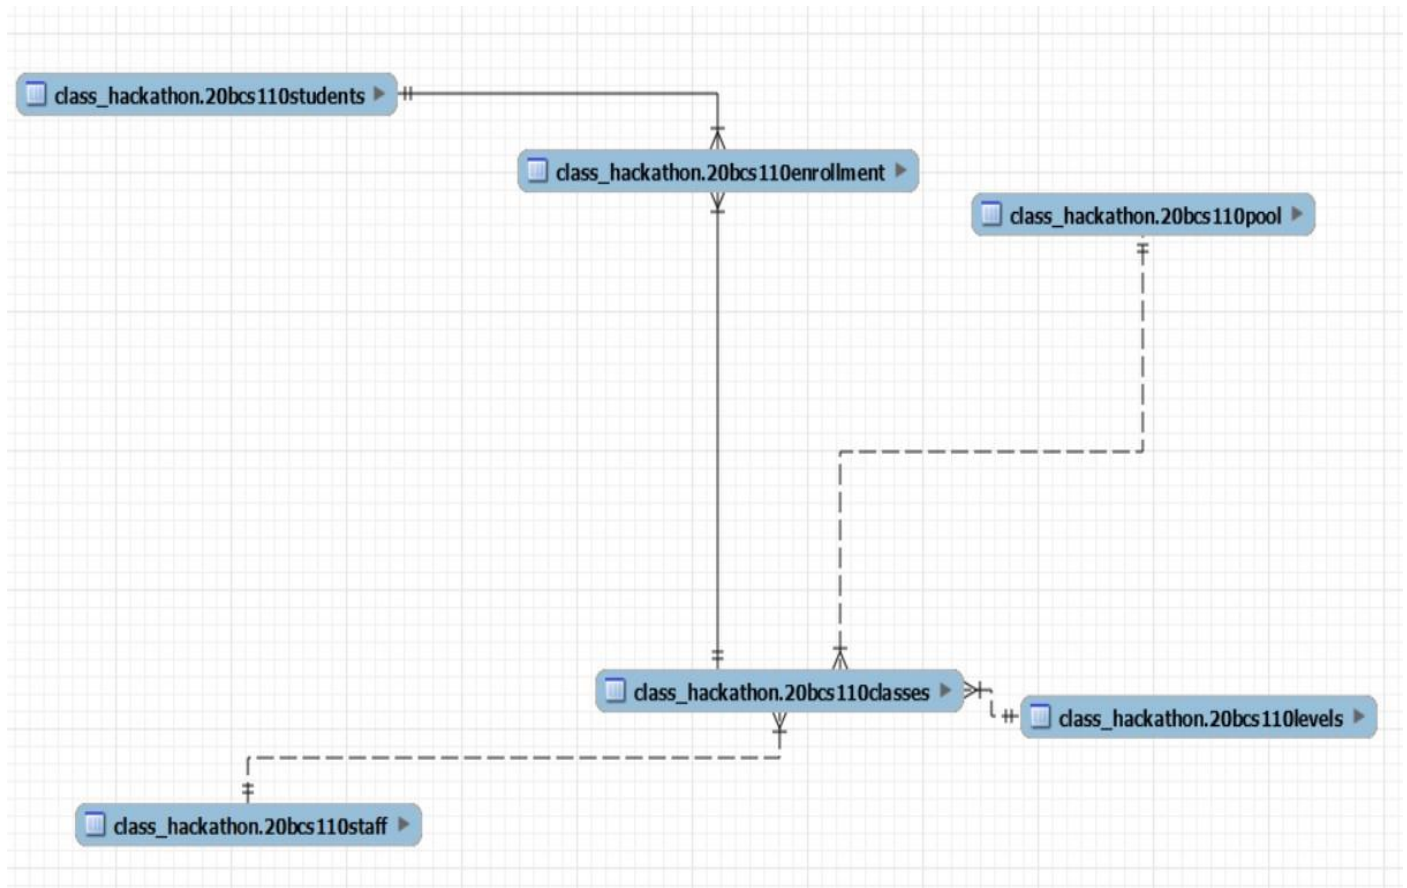 class_hackathon.20bcs110students
class_hackathon.20bcs110enrollment
class_hackathon.20bcs110pool
class_hackathon.20bcs110classes
class_hackathon.20bcs110levels
class_hackathon.20bcs110staff